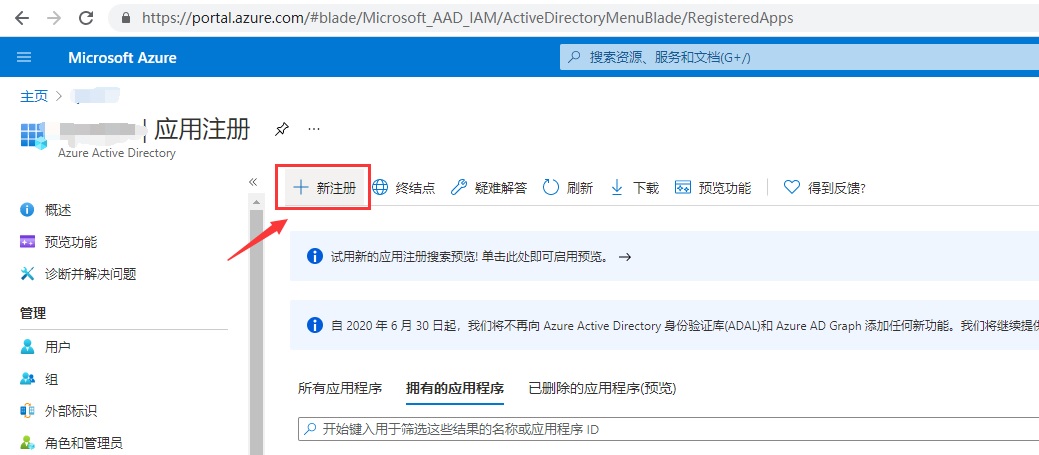 https://portal.azure.com/#blade/Microsoft_AAD_IAM/ActiveDirectoryMenuBlade/RegisteredApps
Microsoft Azure
搜索资源、服务和文档(G+/)
主页
| 应用注册
Azure Active Directory
新注册
终结点
疑难解答
刷新
下载
预览功能
得到反馈?
概述
预览功能
诊断并解决问题
管理
用户
组
外部标识
角色和管理员
试用新的应用注册搜索预览! 单击此处即可启用预览。 →
自 2020 年 6 月 30 日起，我们将不再向 Azure Active Directory 身份验证库(ADAL)和 Azure AD Graph 添加任何新功能。我们将继续提供
所有应用程序
拥有的应用程序
已删除的应用程序(预览)
开始键入用于筛选这些结果的名称或应用程序 ID